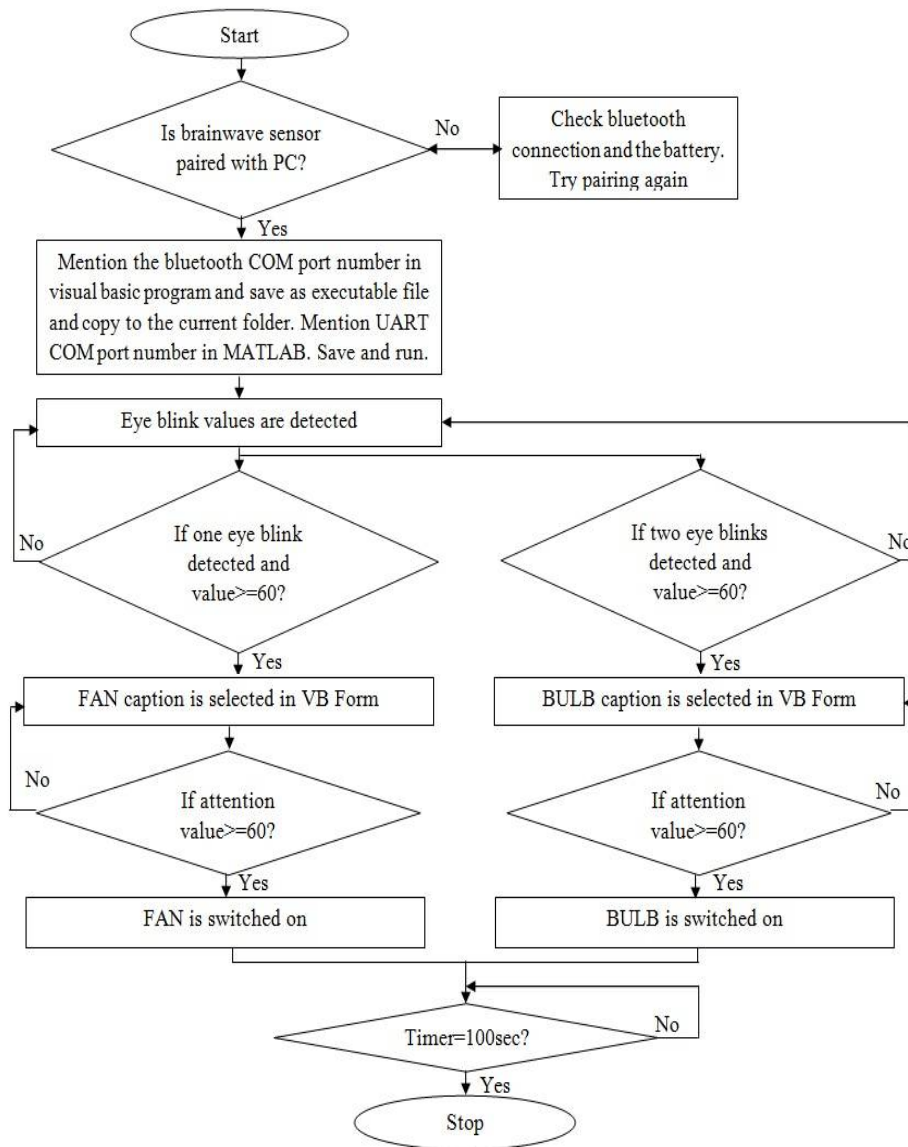 Start
Is brainwave sensor
paired with PC?
No
Check bluetooth
connection and the battery.
Try pairing again
Yes
Mention the bluetooth COM port number in
visual basic program and save as executable file
and copy to the current folder. Mention UART
COM port number in MATLAB. Save and run.
Eye blink values are detected
No
If one eye blink
detected and
value>=60?
If two eye blinks
detected and
value>=60?
No
Yes
Yes
FAN caption is selected in VB Form
BULB caption is selected in VB Form
No
If attention
value>=60?
If attention
value>=60?
No
Yes
Yes
FAN is switched on
BULB is switched on
Timer=100sec?
No
Yes
Stop